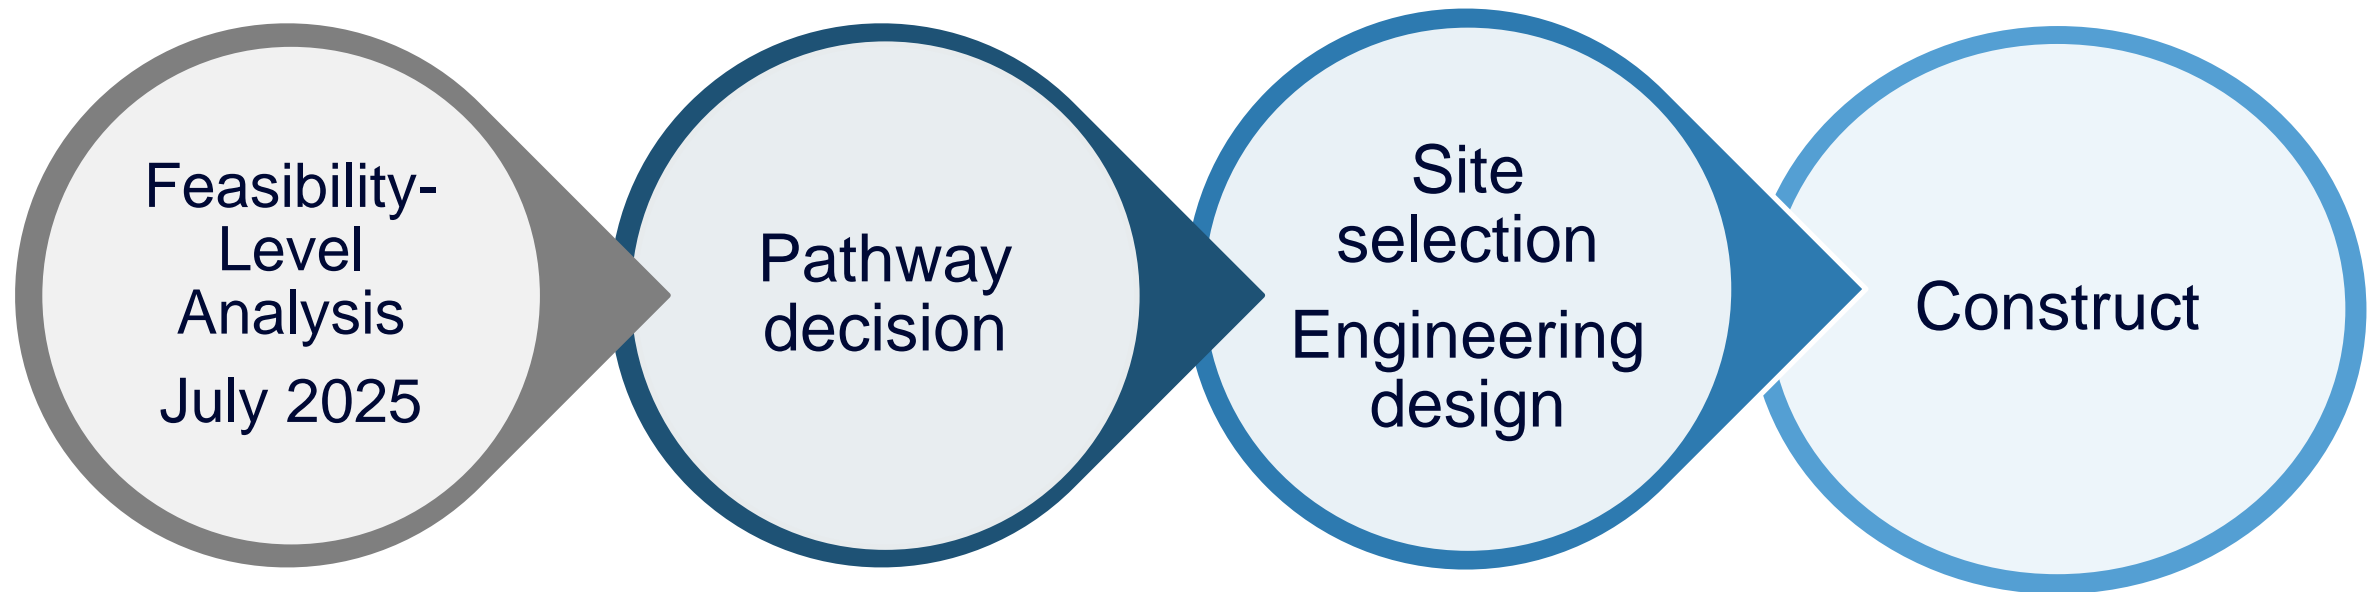 Feasibility-
Level
Analysis
July 2025
Pathway
decision
Site
selection
Engineering
design
Construct